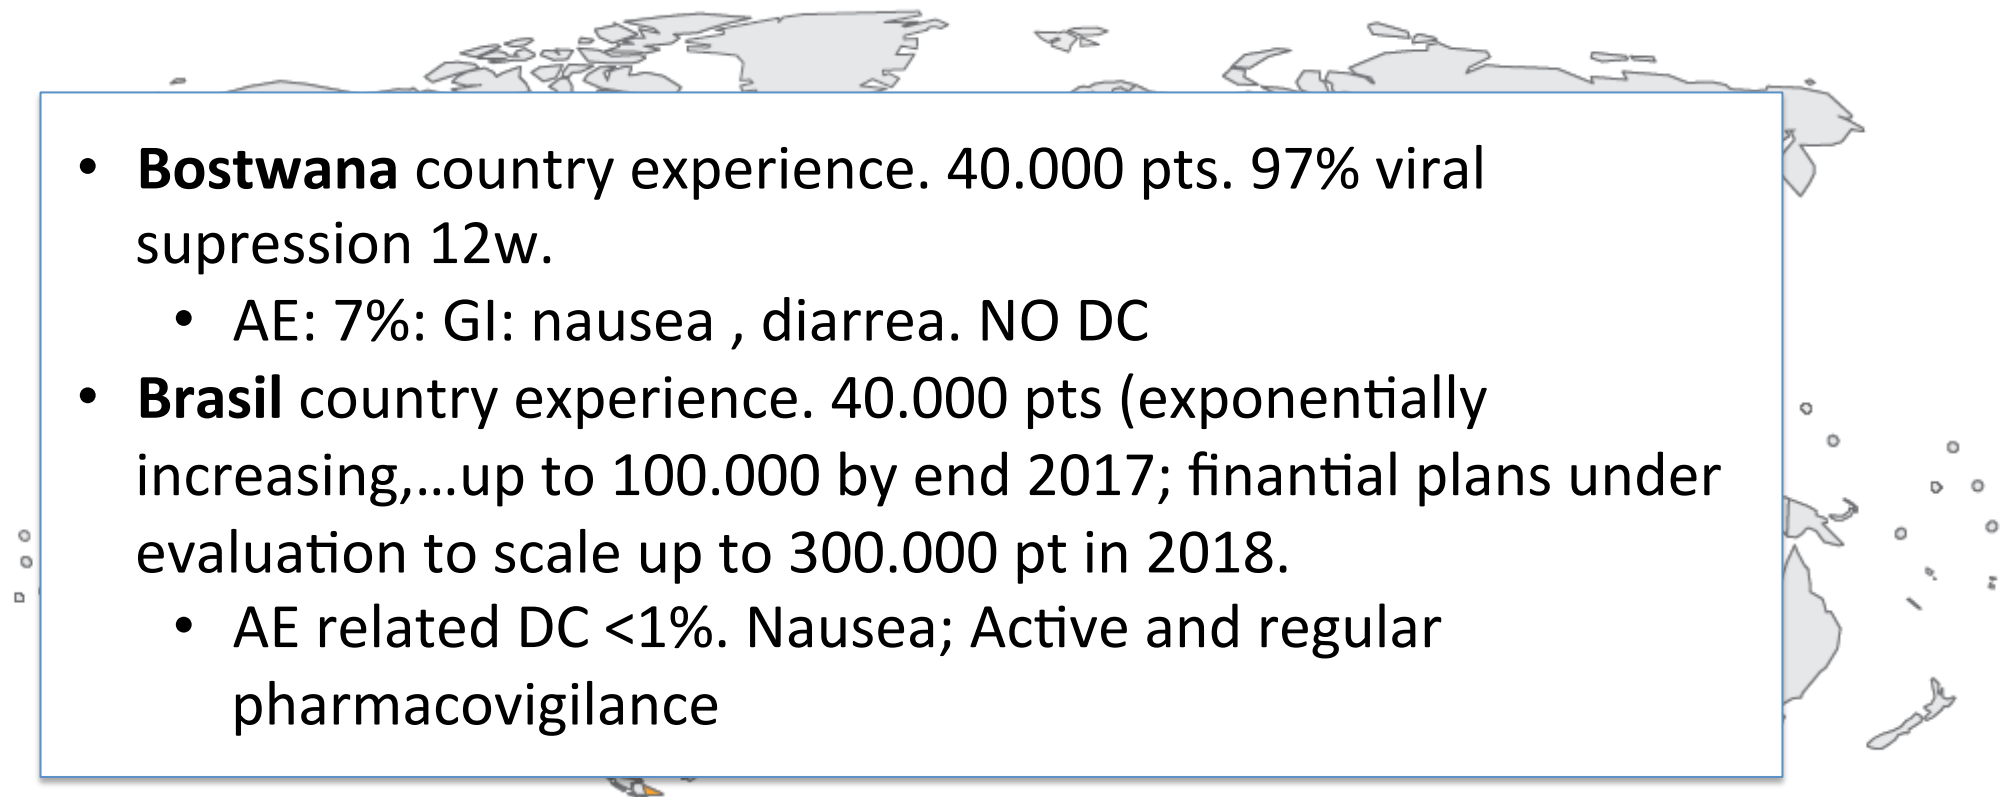 • Bostwana country experience. 40.000 pts. 97% viral
supression 12w.
• AE: 7%: GI: nausea , diarrea. NO DC
• Brasil country experience. 40.000 pts (exponentially
increasing,...up to 100.000 by end 2017; finantial plans under
evaluation to scale up to 300.000 pt in 2018.
• AE related DC <1%. Nausea; Active and regular
pharmacovigilance